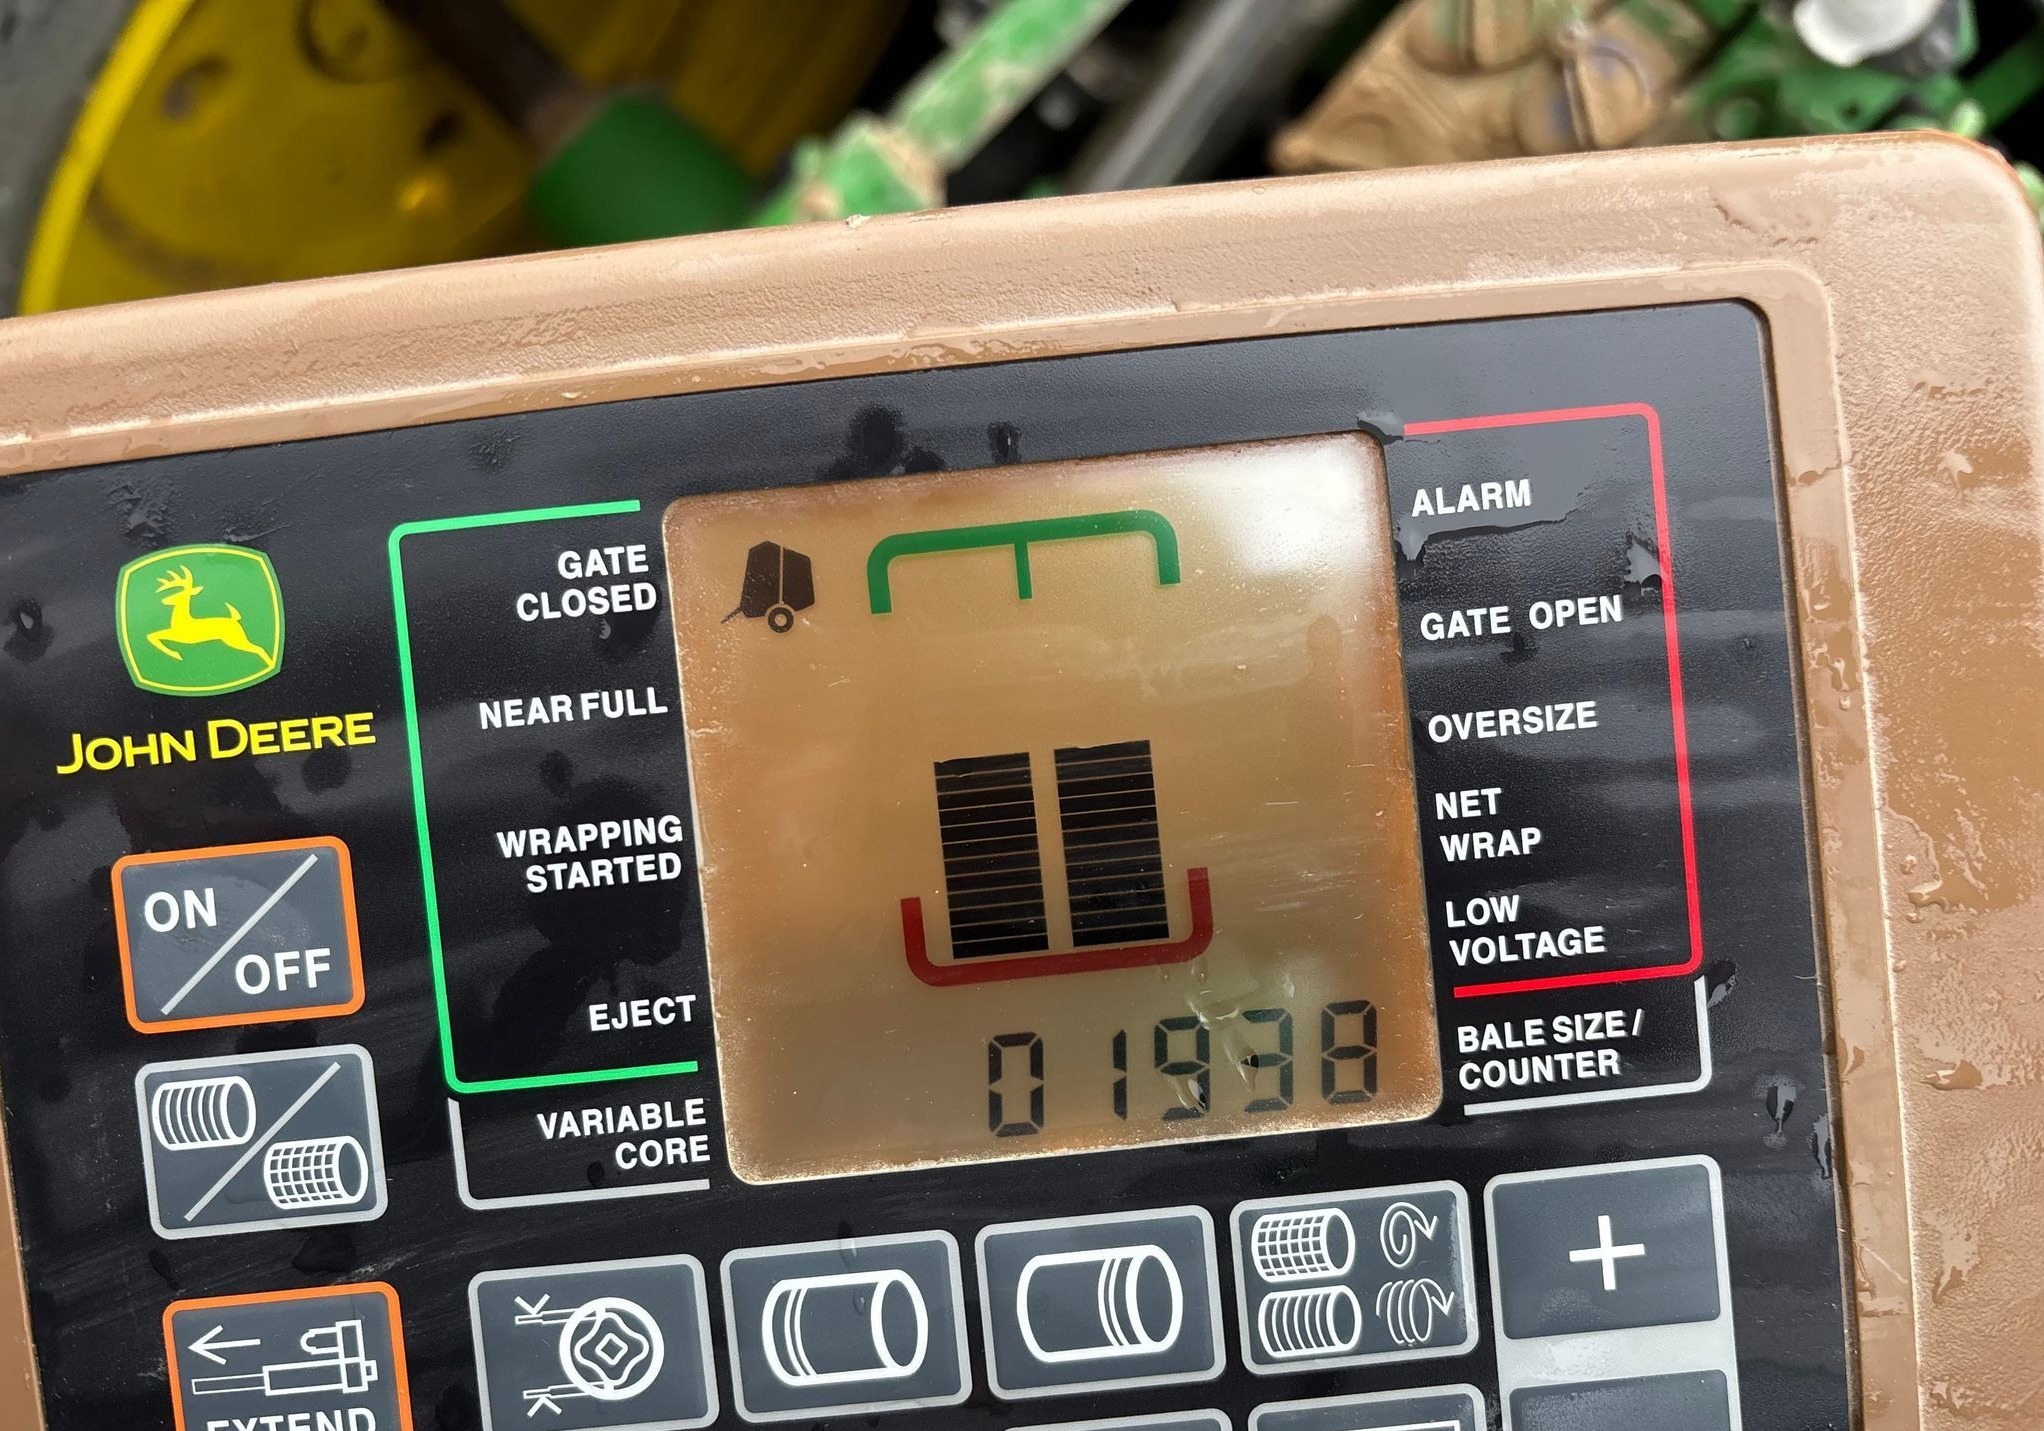 GATE
CLOSED
NEAR FULL
WRAPPING
STARTED
EJECT
VARIABLE
CORE
JOHN DEERE
ON
OFF
EXTEND
ALARM
GATE OPEN
OVERSIZE
NET
WRAP
LOW
VOLTAGE
BALE SIZE /
COUNTER
01938
+